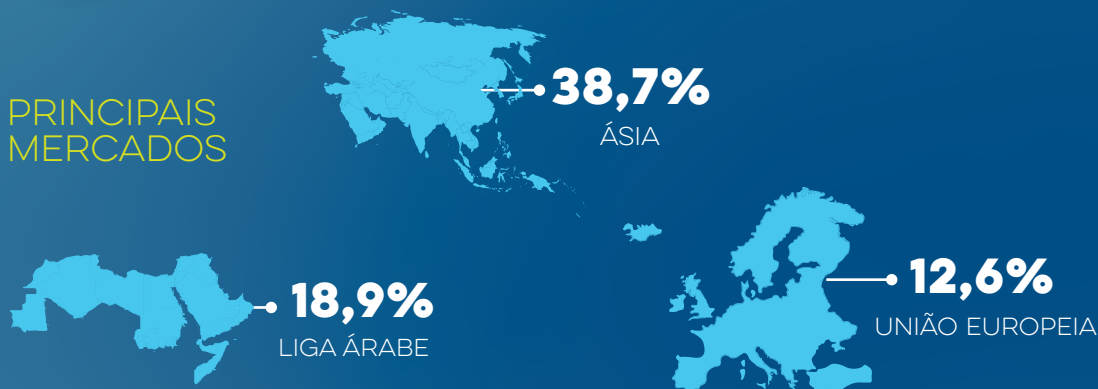 PRINCIPAIS
MERCADOS
38,7%
ÁSIA
18,9%
LIGA ÁRABE
12,6%
UNIÃO EUROPEIA